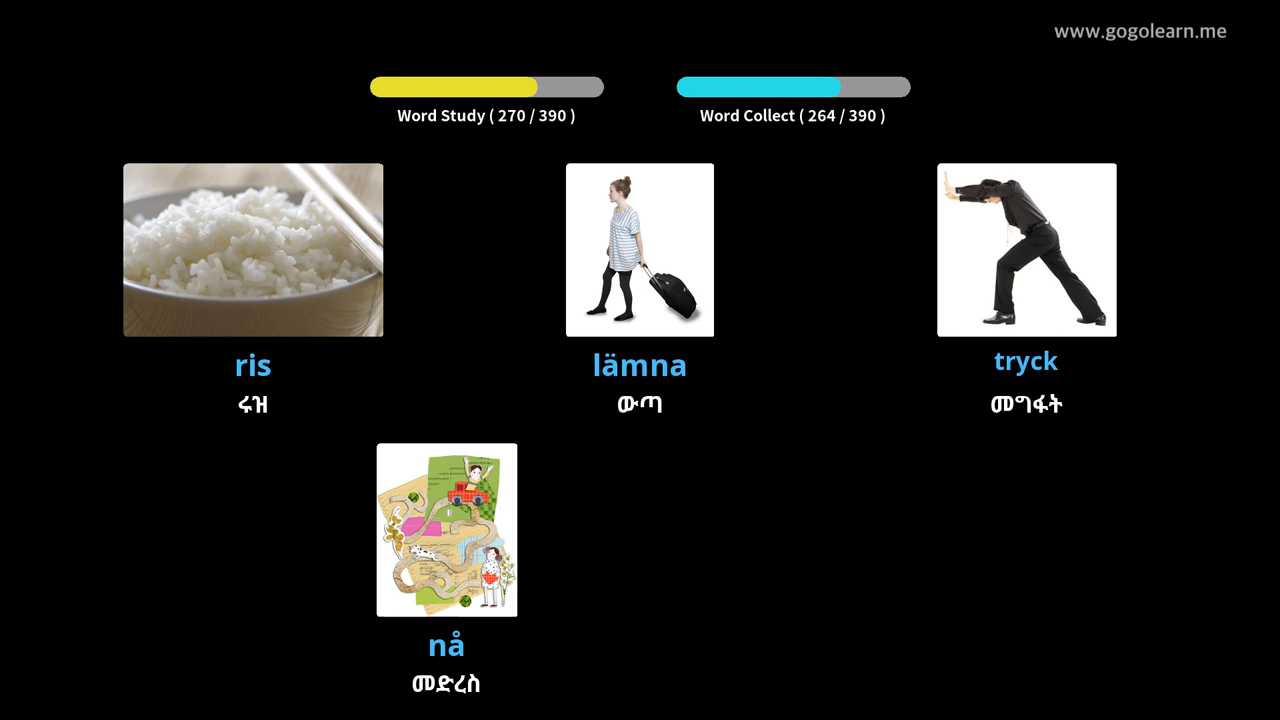 www.gogolearn.me
Word Study ( 270 / 390 )
Word Collect ( 264 / 390 )
ris
ሩዝ
lämna
ውጣ
tryck
መግፋት
nå
መድረስ